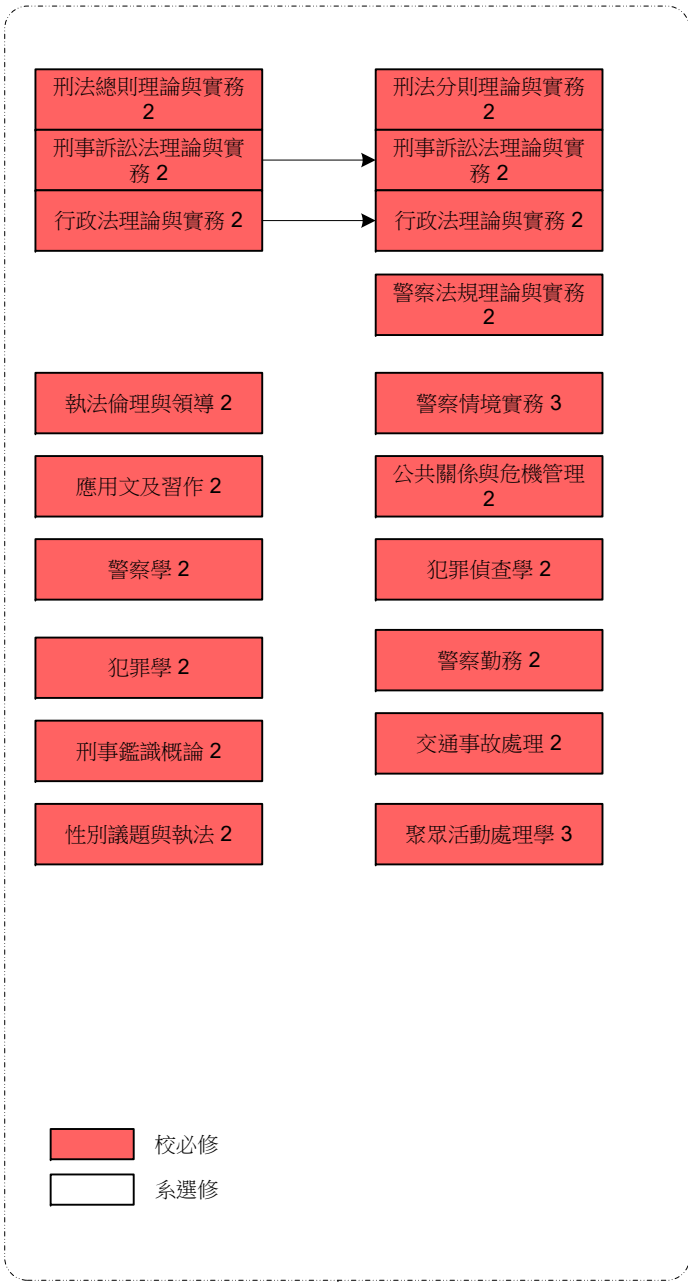 刑法總則理論與實務
2
刑事訴訟法理論與實
務 2
行政法理論與實務 2
執法倫理與領導 2
應用文及習作 2
警察學 2
犯罪學 2
刑事鑑識概論 2
性別議題與執法 2
刑法分則理論與實務
2
刑事訴訟法理論與實
務 2
行政法理論與實務 2
警察法規理論與實務
2
警察情境實務 3
公共關係與危機管理
2
犯罪偵查學 2
警察勤務 2
交通事故處理 2
聚眾活動處理學 3
校必修
系選修